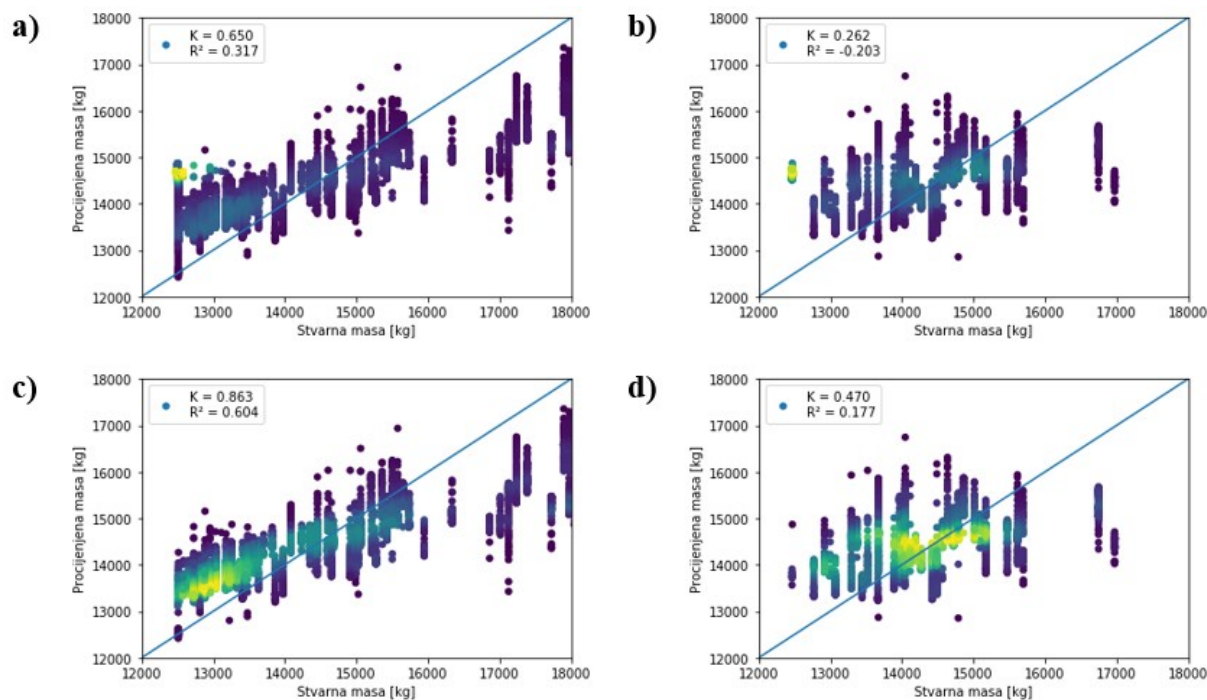 a)
K = 0.650
R² = 0.317
18000
17000
16000
15000
14000
13000
12000
Procijenjena masa [kg]
12000 13000 14000 15000 16000 17000 18000
Stvarna masa [kg]
b)
K = 0.262
R² = -0.203
18000
17000
16000
15000
14000
13000
12000
Procijenjena masa [kg]
12000 13000 14000 15000 16000 17000 18000
Stvarna masa [kg]
c)
K = 0.863
R² = 0.604
18000
17000
16000
15000
14000
13000
12000
Procijenjena masa [kg]
12000 13000 14000 15000 16000 17000 18000
Stvarna masa [kg]
d)
K = 0.470
R² = 0.177
18000
17000
16000
15000
14000
13000
12000
Procijenjena masa [kg]
12000 13000 14000 15000 16000 17000 18000
Stvarna masa [kg]